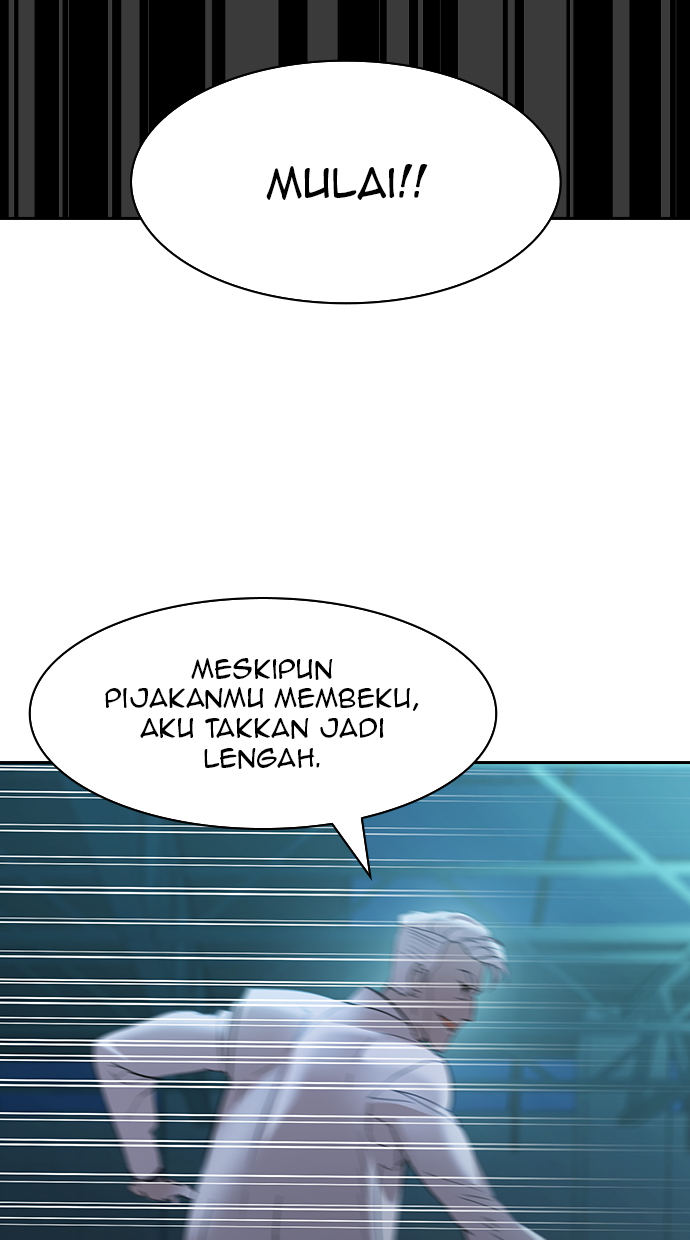 MULAI!!
MESKIPUN
PIJAKANMU MEMBEKU,
AKU TAKKAN JADI
LENGAH.